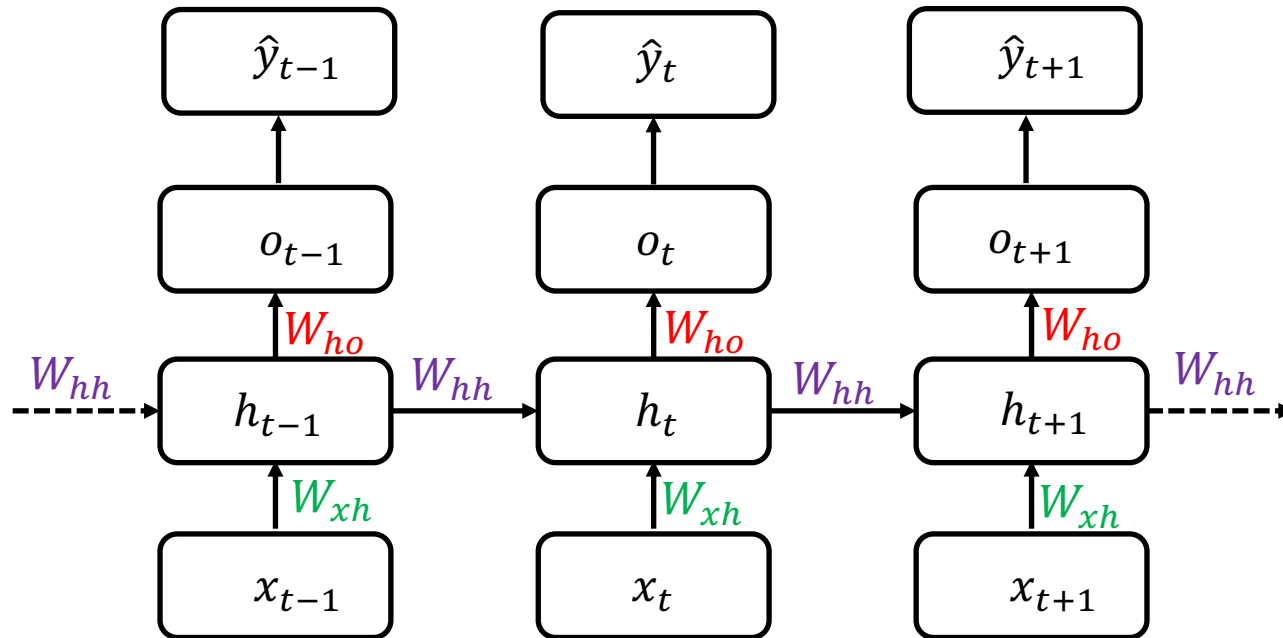 ŷ_{t−1} ŷ_t ŷ_{t+1}
o_{t−1} o_t o_{t+1}
W_{ho} W_{ho} W_{ho}
W_{hh} W_{hh} W_{hh} W_{hh}
h_{t−1} h_t h_{t+1}
W_{xh} W_{xh} W_{xh}
x_{t−1} x_t x_{t+1}